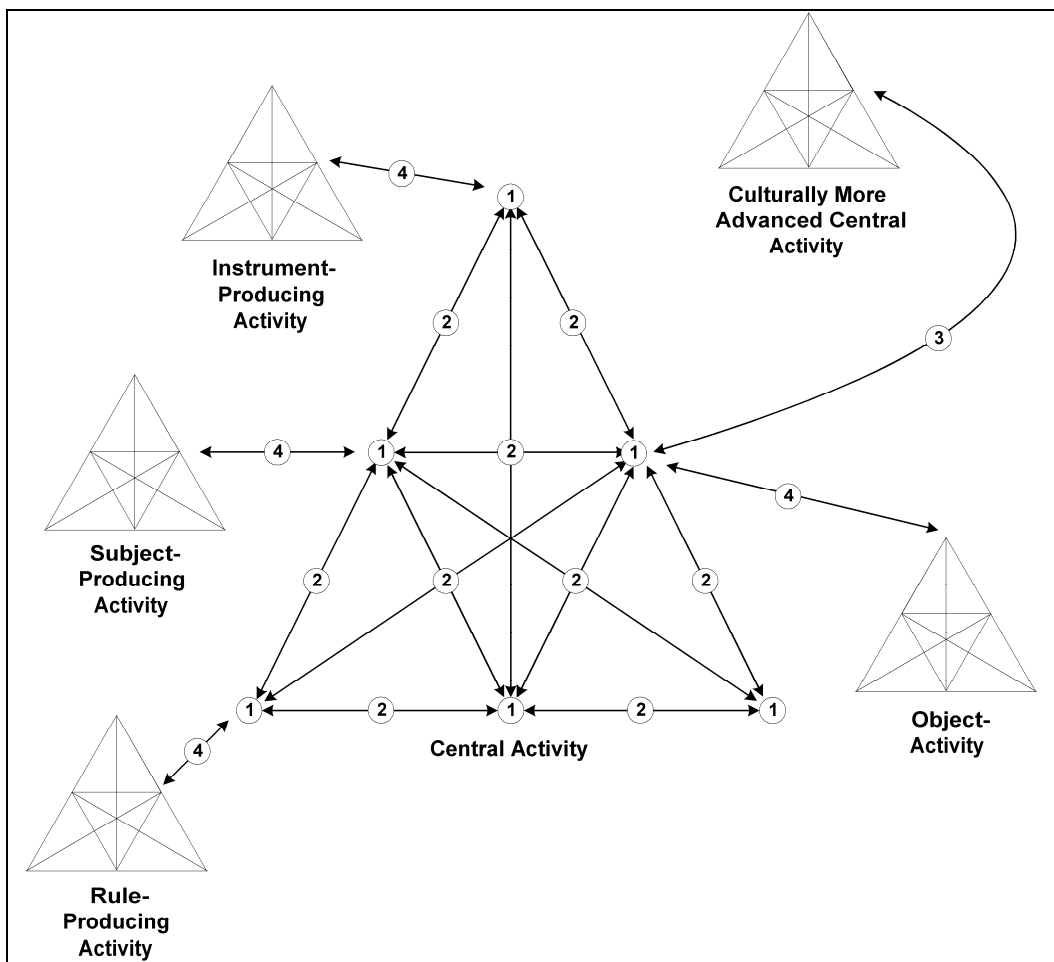 Culturally More
Advanced Central
Activity
4
1
Instrument-
Producing
Activity
2
2
3
4
1
2
1
4
Subject-
Producing
Activity
2
2
2
2
1
2
1
2
1
Central Activity
Object-
Activity
4
Rule-
Producing
Activity